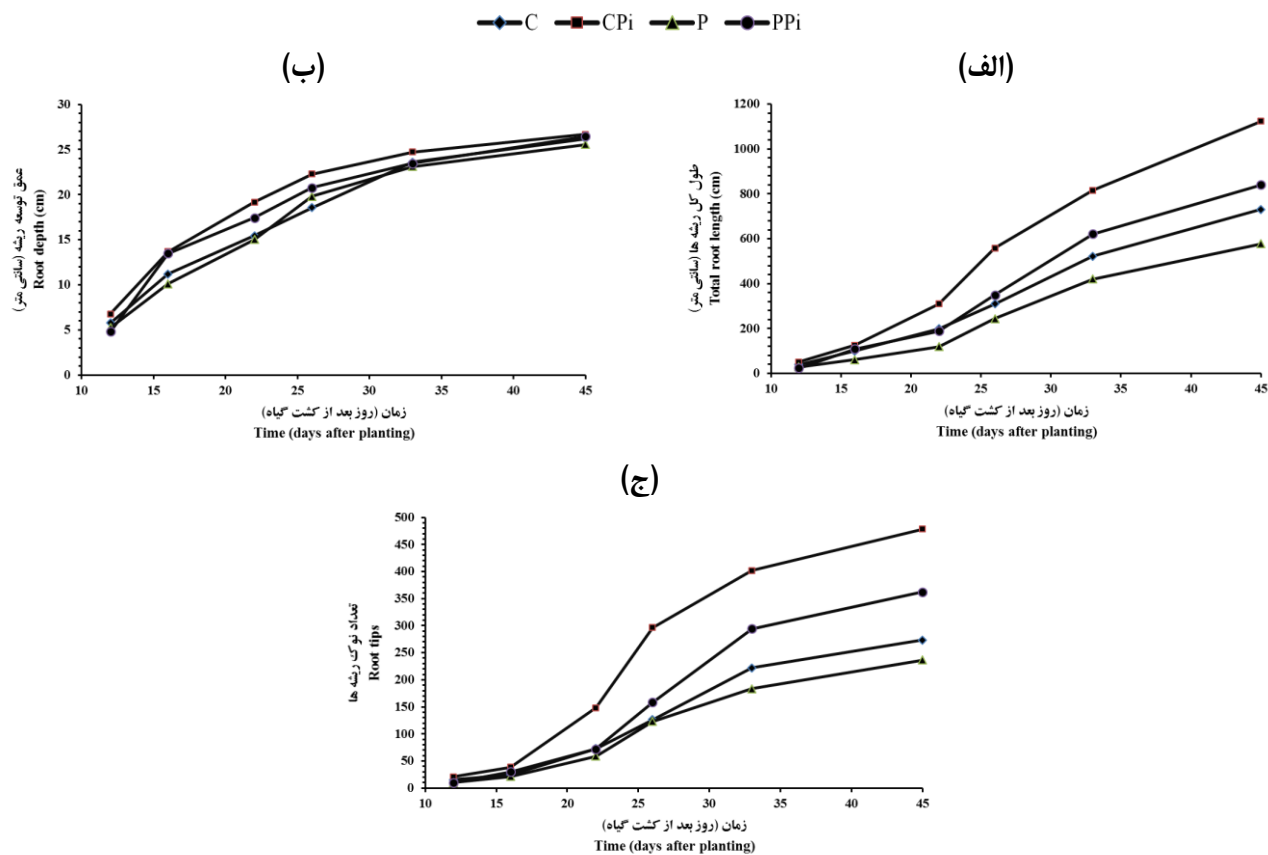 C CPi P PPi
(الف)
1200
1000
800
600
400
200
0
طول کل ریشه ها (سانتی متر)
Total root length (cm)
10 15 20 25 30 35 40 45
زمان (روز بعد از کشت گیاه)
Time (days after planting)
(ب)
30
25
20
15
10
5
0
عمق توسعه ریشه (سانتی متر)
Root depth (cm)
10 15 20 25 30 35 40 45
زمان (روز بعد از کشت گیاه)
Time (days after planting)
(ج)
500
450
400
350
300
250
200
150
100
50
0
تعداد نوک ریشه ها
Root tips
10 15 20 25 30 35 40 45
زمان (روز بعد از کشت گیاه)
Time (days after planting)